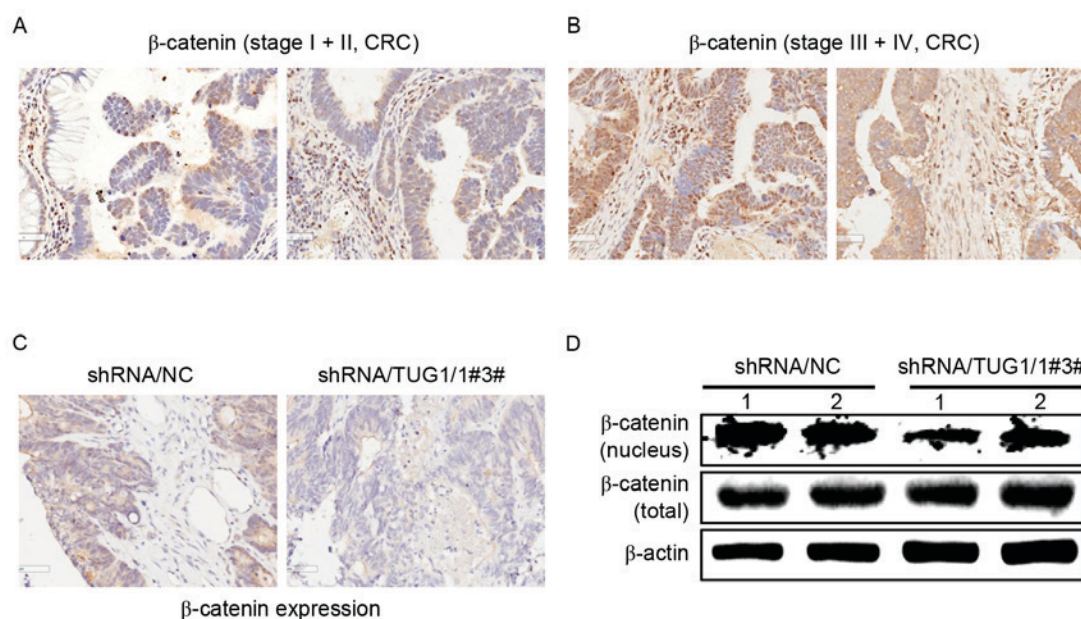 A
β-catenin (stage I + II, CRC)
B
β-catenin (stage III + IV, CRC)
C
shRNA/NC
shRNA/TUG1/1#3#
β-catenin expression
D
shRNA/NC
shRNA/TUG1/1#3#
1 2 1 2
β-catenin
(nucleus)
β-catenin
(total)
β-actin